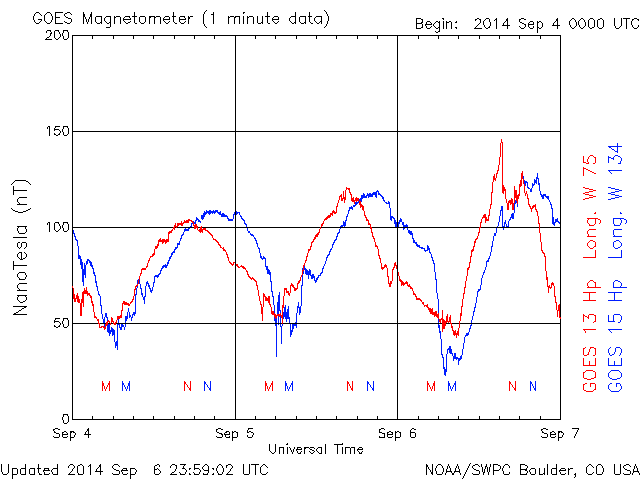 GOES Magnetometer (1 minute data)
Begin: 2014 Sep 4 0000 UTC
200
150
100
50
0
NanoTesla (nT)
M M N N M M N N M M N N
Sep 4 Sep 5 Sep 6 Sep 7
Universal Time
GOES 13 Hp Long. W 75
GOES 15 Hp Long. W 134
Updated 2014 Sep 6 23:59:02 UTC
NOAA/SWPC Boulder, CO USA